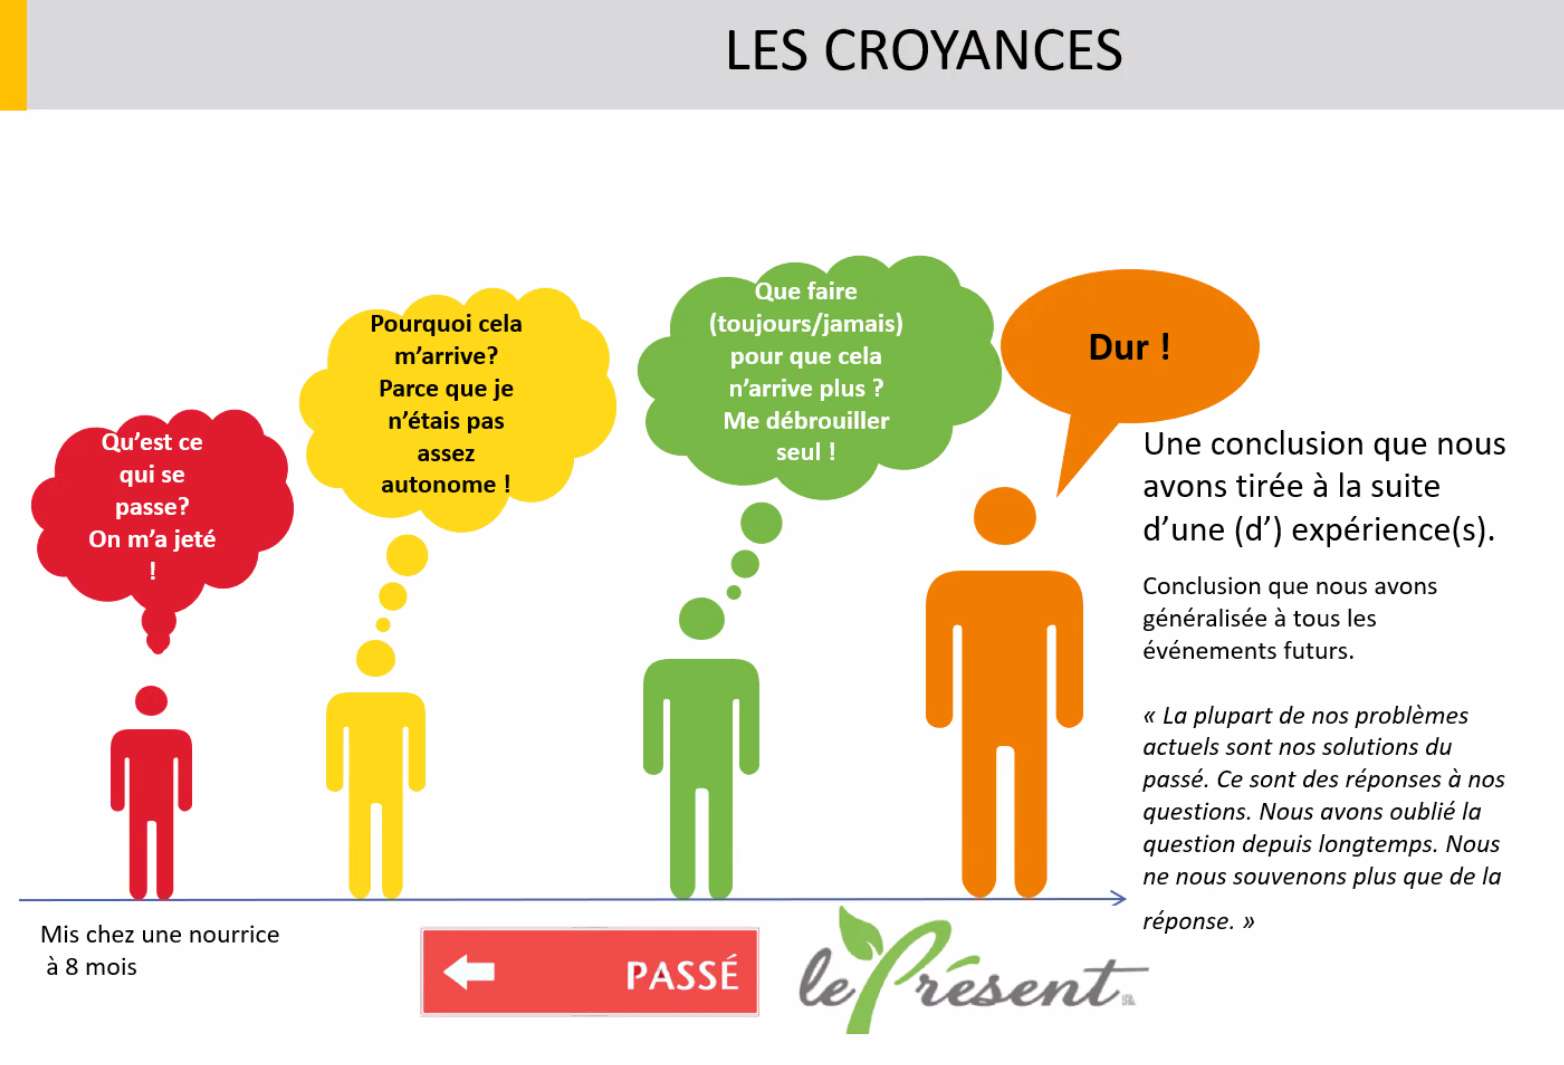 LES CROYANCES
Qu'est ce
qui se
passe?
On m'a jeté
!
Pourquoi cela
m'arrive?
Parce que je
n'étais pas
assez
autonome !
Que faire
(toujours/jamais)
pour que cela
n'arrive plus ?
Me débrouiller
seul !
Dur !
Une conclusion que nous
avons tirée à la suite
d'une (d') expérience(s).
Conclusion que nous avons
généralisée à tous les
événements futurs.
« La plupart de nos problèmes
actuels sont nos solutions du
passé. Ce sont des réponses à nos
questions. Nous avons oublié la
question depuis longtemps. Nous
ne nous souvenons plus que de la
réponse. »
Mis chez une nourrice
à 8 mois
PASSÉ
le Présent